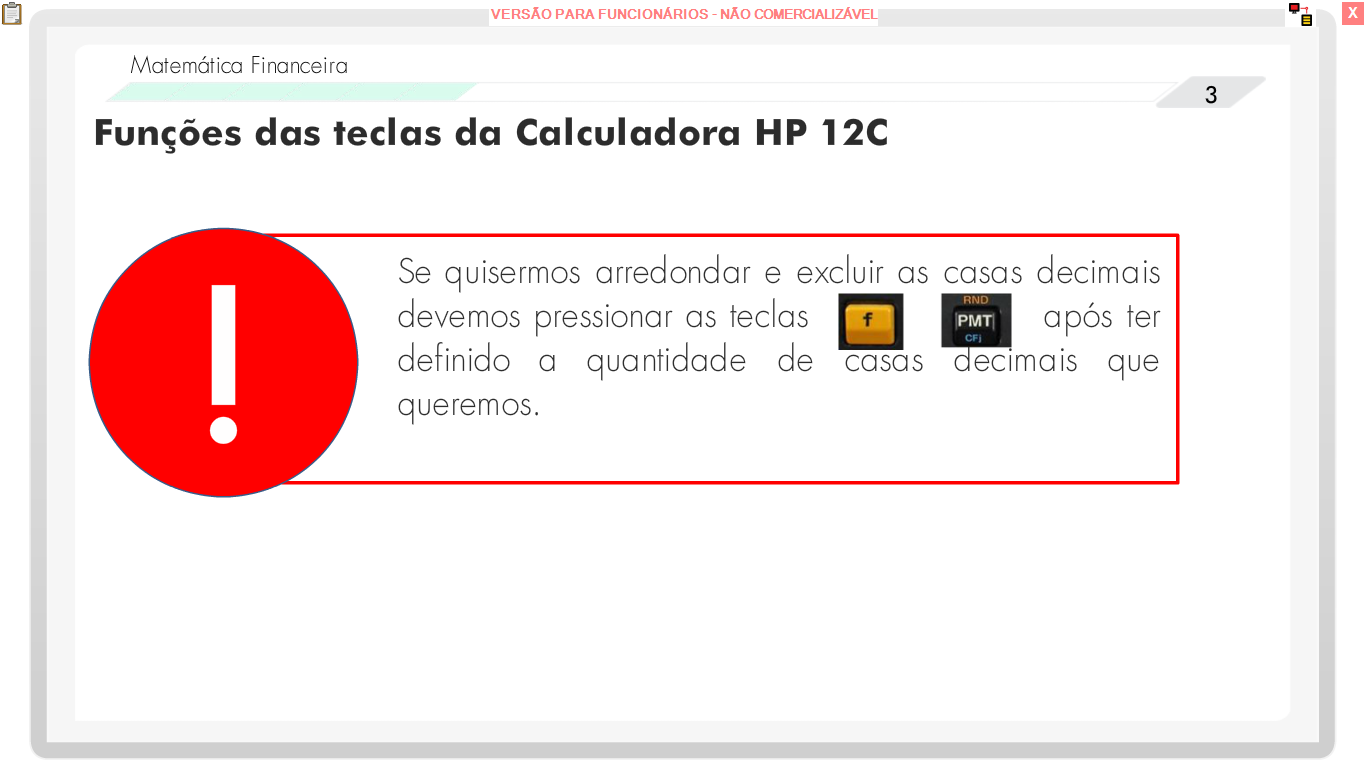 VERSÃO PARA FUNCIONÁRIOS - NÃO COMERCIALIZÁVEL
X
Matemática Financeira
3
Funções das teclas da Calculadora HP 12C
!
Se quisermos arredondar e excluir as casas decimais
devemos pressionar as teclas f RND PMT CFj após ter
definido a quantidade de casas decimais que
queremos.